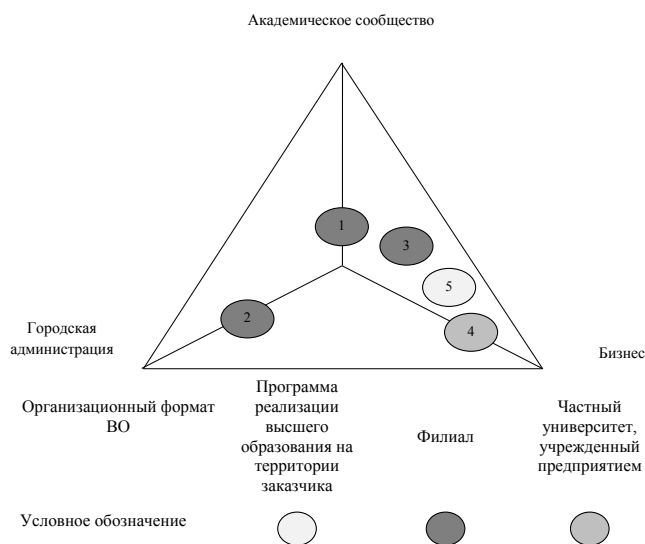 Академическое сообщество
1
3
5
2
4
Городская
администрация
Бизнес
Организационный формат
ВО
Программа
реализации
высшего
образования на
территории
заказчика
Филиал
Частный
университет,
учрежденный
предприятием
Условное обозначение